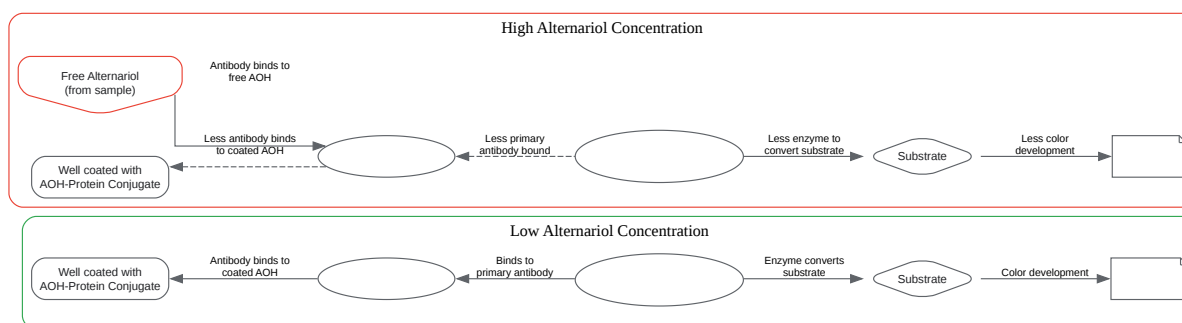 High Alternariol Concentration
Free Alternariol
(from sample)
Antibody binds to
free AOH
Less antibody binds
to coated AOH
Less primary
antibody bound
Less enzyme to
convert substrate
Substrate
Less color
development
Well coated with
AOH-Protein Conjugate
Low Alternariol Concentration
Well coated with
AOH-Protein Conjugate
Antibody binds to
coated AOH
Binds to
primary antibody
Enzyme converts
substrate
Substrate
Color development